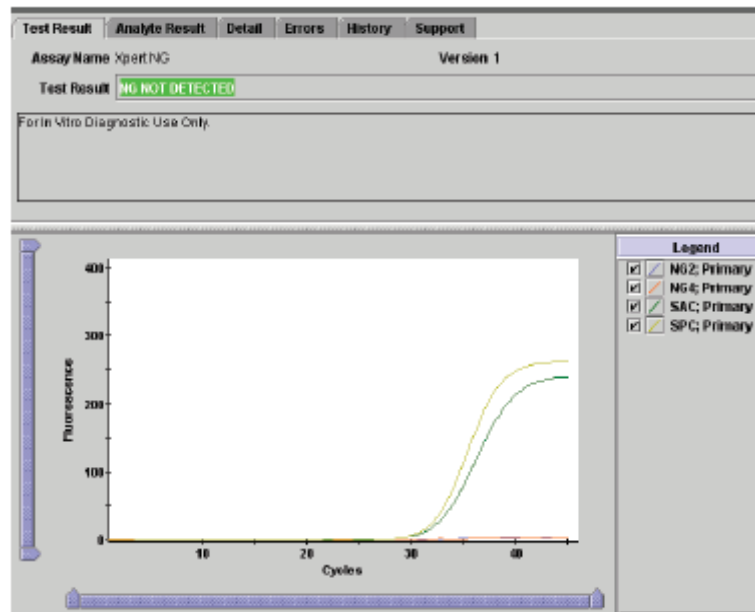 Test Result Analyte Result Detail Errors History Support
Assay Name Xpert NG Version 1
Test Result NG NOT DETECTED
For In Vitro Diagnostic Use Only.
Legend
NG2; Primary
NG4; Primary
SAC; Primary
SPC; Primary
400
300
200
100
0
Fluorescence
10 20 30 40
Cycles